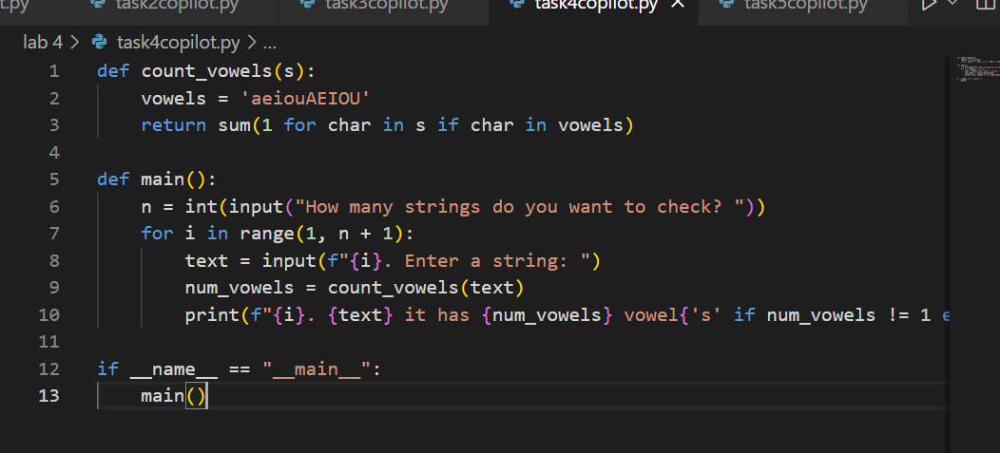 t.py task2copilot.py task3copilot.py task4copilot.py × task5copilot.py
lab 4 > task4copilot.py > ...
1 def count_vowels(s):
2     vowels = 'aeiouAEIOU'
3     return sum(1 for char in s if char in vowels)
4
5 def main():
6     n = int(input("How many strings do you want to check? "))
7     for i in range(1, n + 1):
8         text = input(f"{i}. Enter a string: ")
9         num_vowels = count_vowels(text)
10         print(f"{i}. {text} it has {num_vowels} vowel{'s' if num_vowels != 1 e
11
12 if __name__ == "__main__":
13     main()